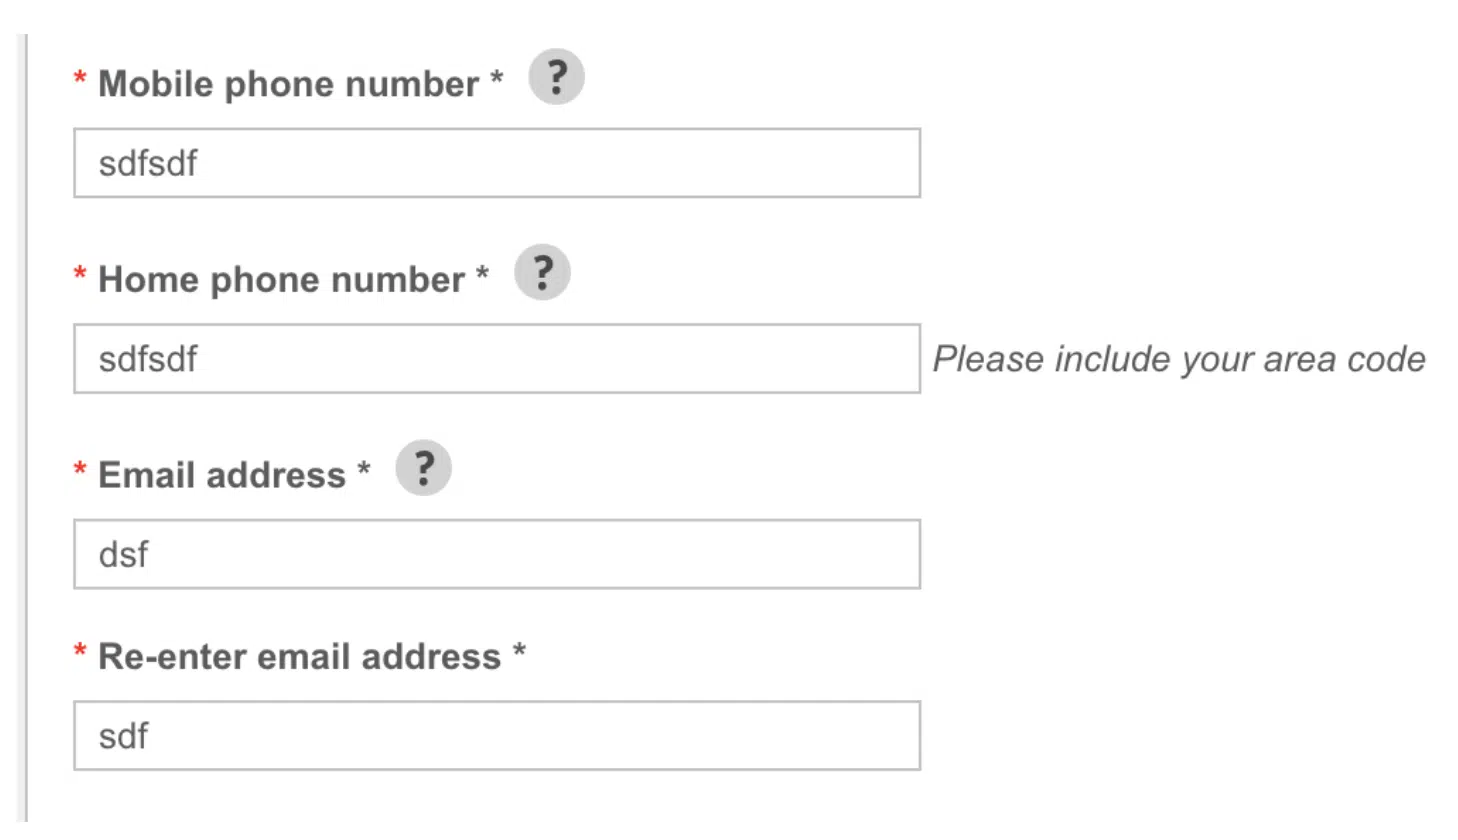 * Mobile phone number * ?
sdfsdf
* Home phone number * ?
sdfsdf Please include your area code
* Email address * ?
dsf
* Re-enter email address *
sdf